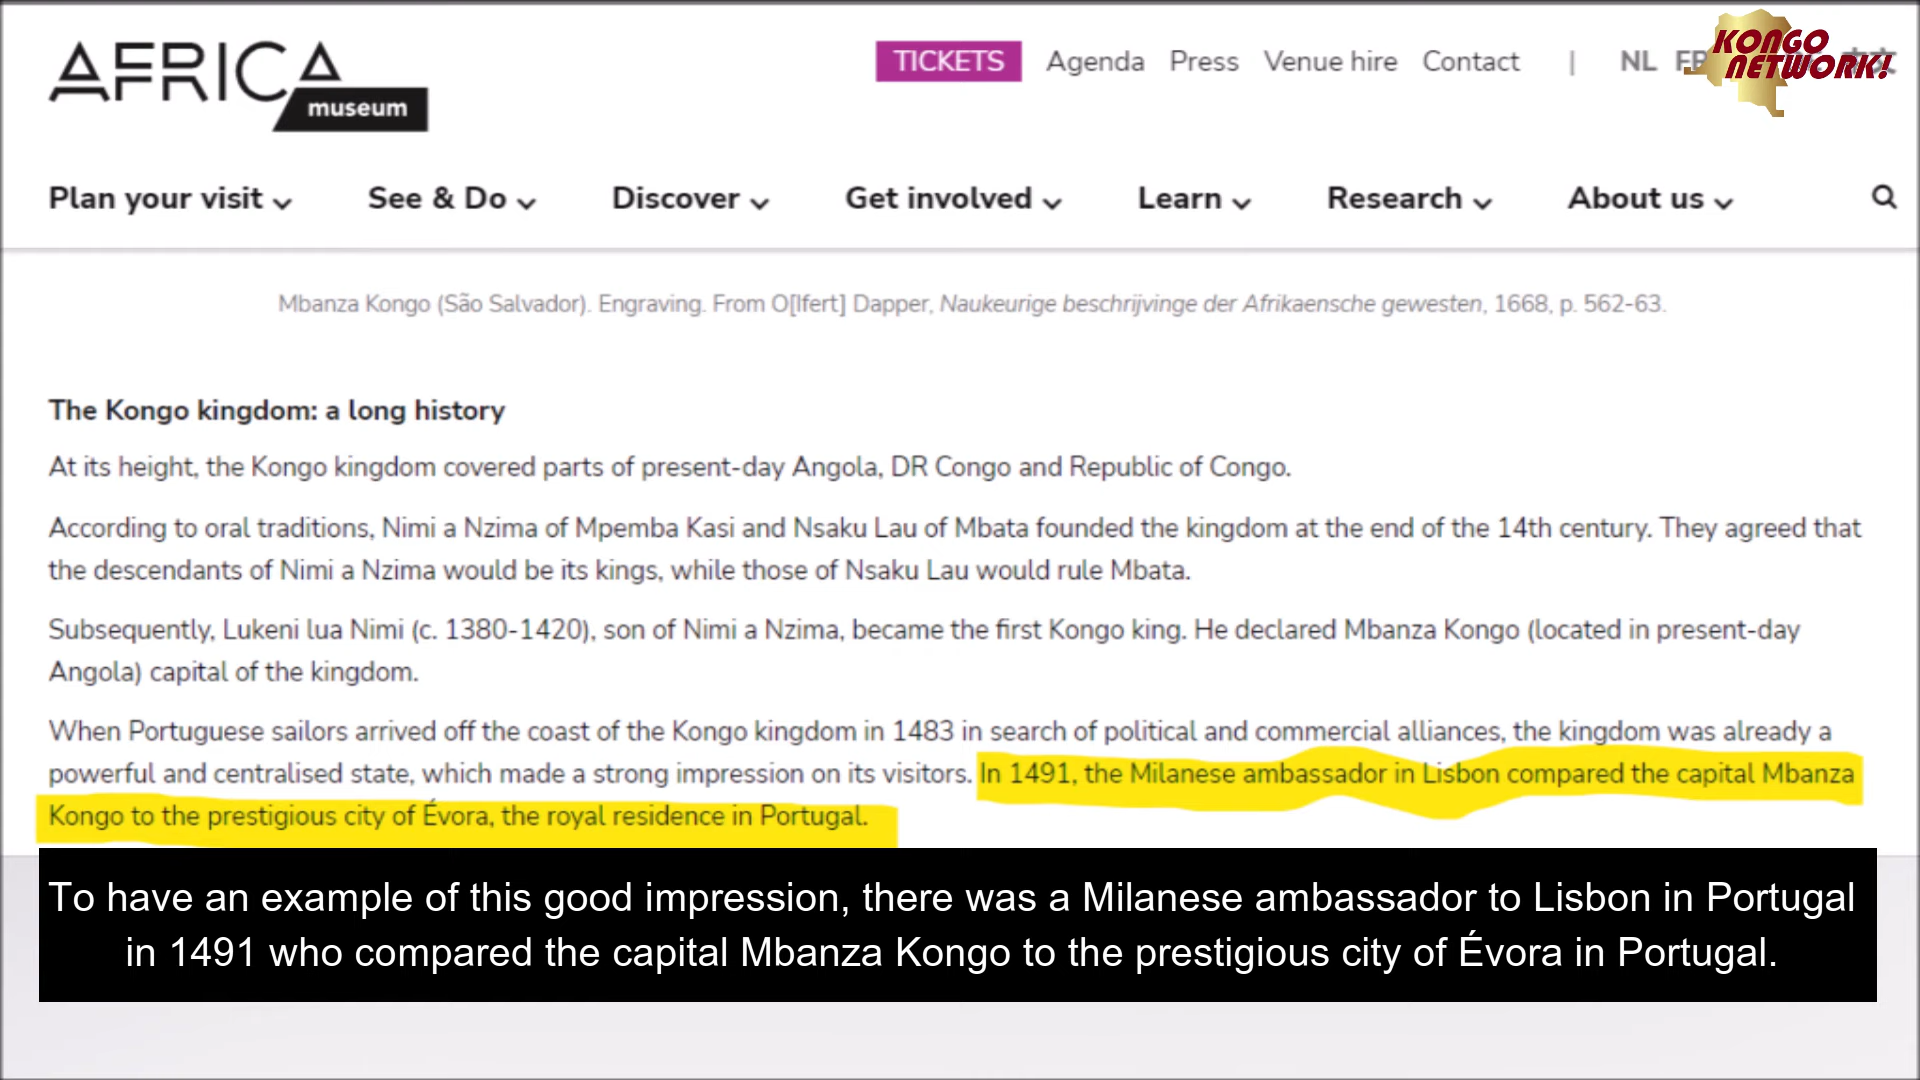 AFRICA
museum
TICKETS Agenda Press Venue hire Contact | NL FR
KONGO
NETWORK!
Plan your visit See & Do Discover Get involved Learn Research About us
Mbanza Kongo (São Salvador). Engraving. From O[lfert] Dapper, Naukeurige beschrijvinge der Afrikaensche gewesten, 1668, p. 562-63.
The Kongo kingdom: a long history
At its height, the Kongo kingdom covered parts of present-day Angola, DR Congo and Republic of Congo.
According to oral traditions, Nimi a Nzima of Mpemba Kasi and Nsaku Lau of Mbata founded the kingdom at the end of the 14th century. They agreed that
the descendants of Nimi a Nzima would be its kings, while those of Nsaku Lau would rule Mbata.
Subsequently, Lukeni lua Nimi (c. 1380-1420), son of Nimi a Nzima, became the first Kongo king. He declared Mbanza Kongo (located in present-day
Angola) capital of the kingdom.
When Portuguese sailors arrived off the coast of the Kongo kingdom in 1483 in search of political and commercial alliances, the kingdom was already a
powerful and centralised state, which made a strong impression on its visitors. In 1491, the Milanese ambassador in Lisbon compared the capital Mbanza
Kongo to the prestigious city of Évora, the royal residence in Portugal.
To have an example of this good impression, there was a Milanese ambassador to Lisbon in Portugal
in 1491 who compared the capital Mbanza Kongo to the prestigious city of Évora in Portugal.